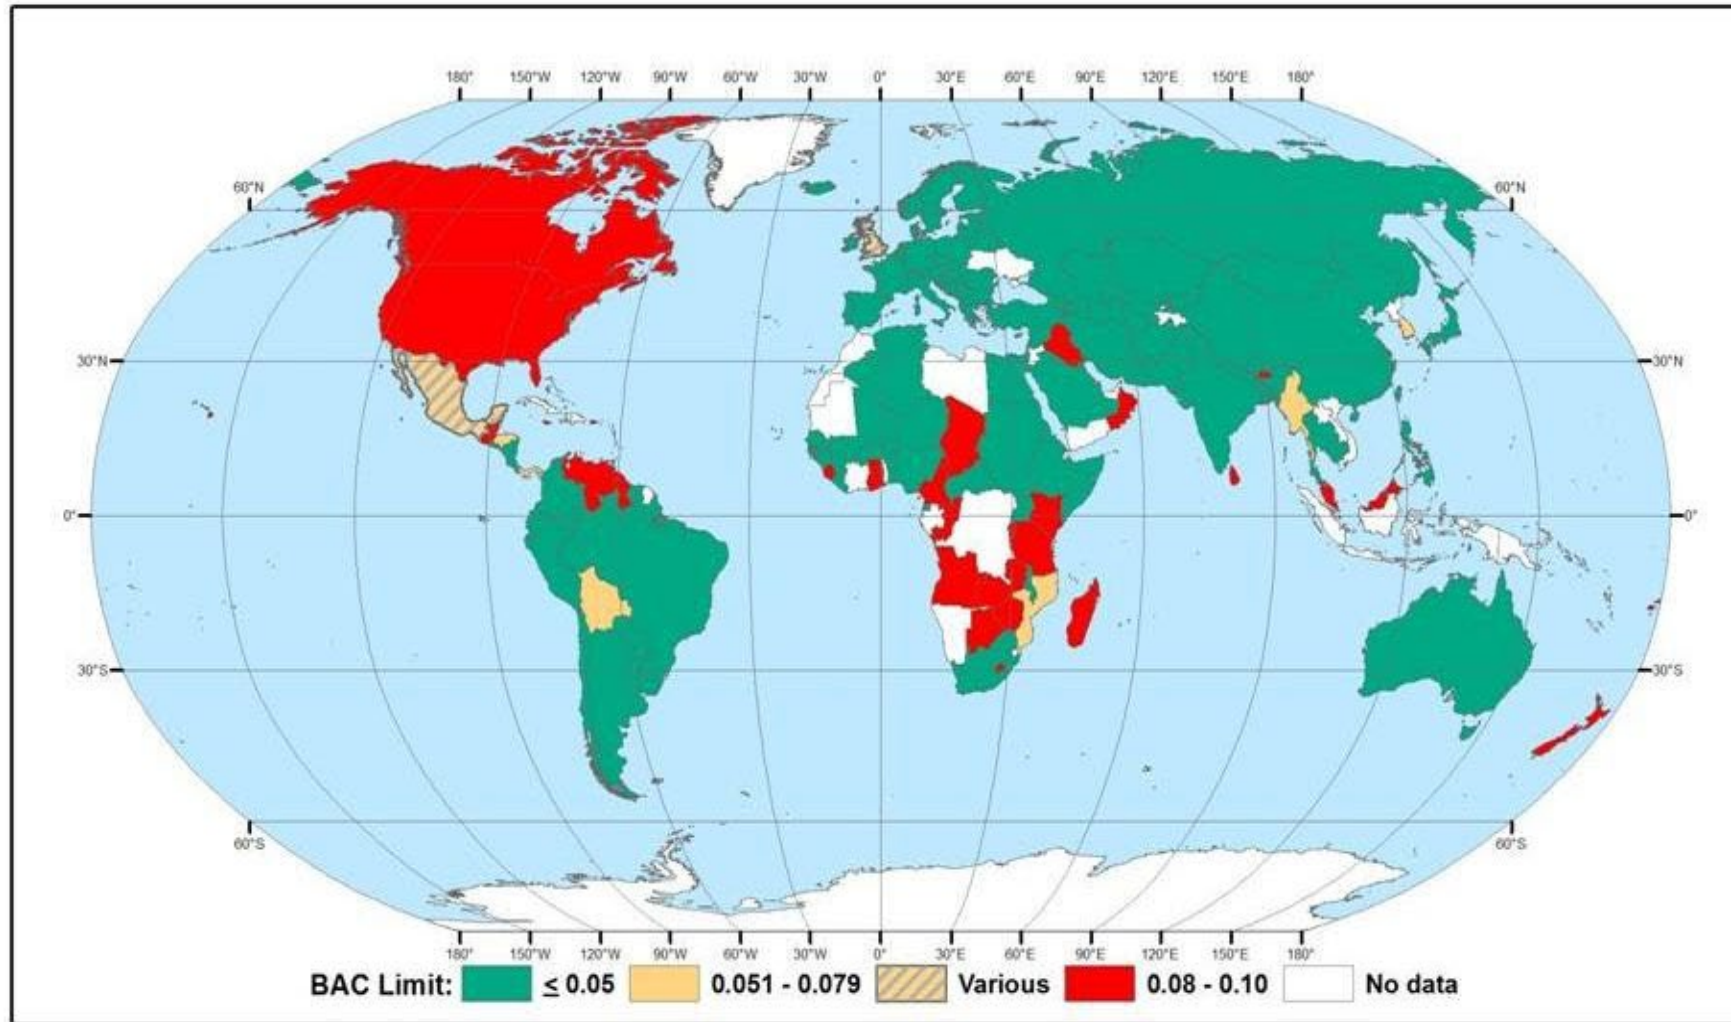 180° 150°W 120°W 90°W 60°W 30°W 0° 30°E 60°E 90°E 120°E 150°E 180°
60°N 60°N
30°N 30°N
0° 0°
30°S 30°S
60°S 60°S
180° 150°W 120°W 90°W 60°W 30°W 0° 30°E 60°E 90°E 120°E 150°E 180°
BAC Limit: ≤ 0.05 0.051 - 0.079 Various 0.08 - 0.10 No data